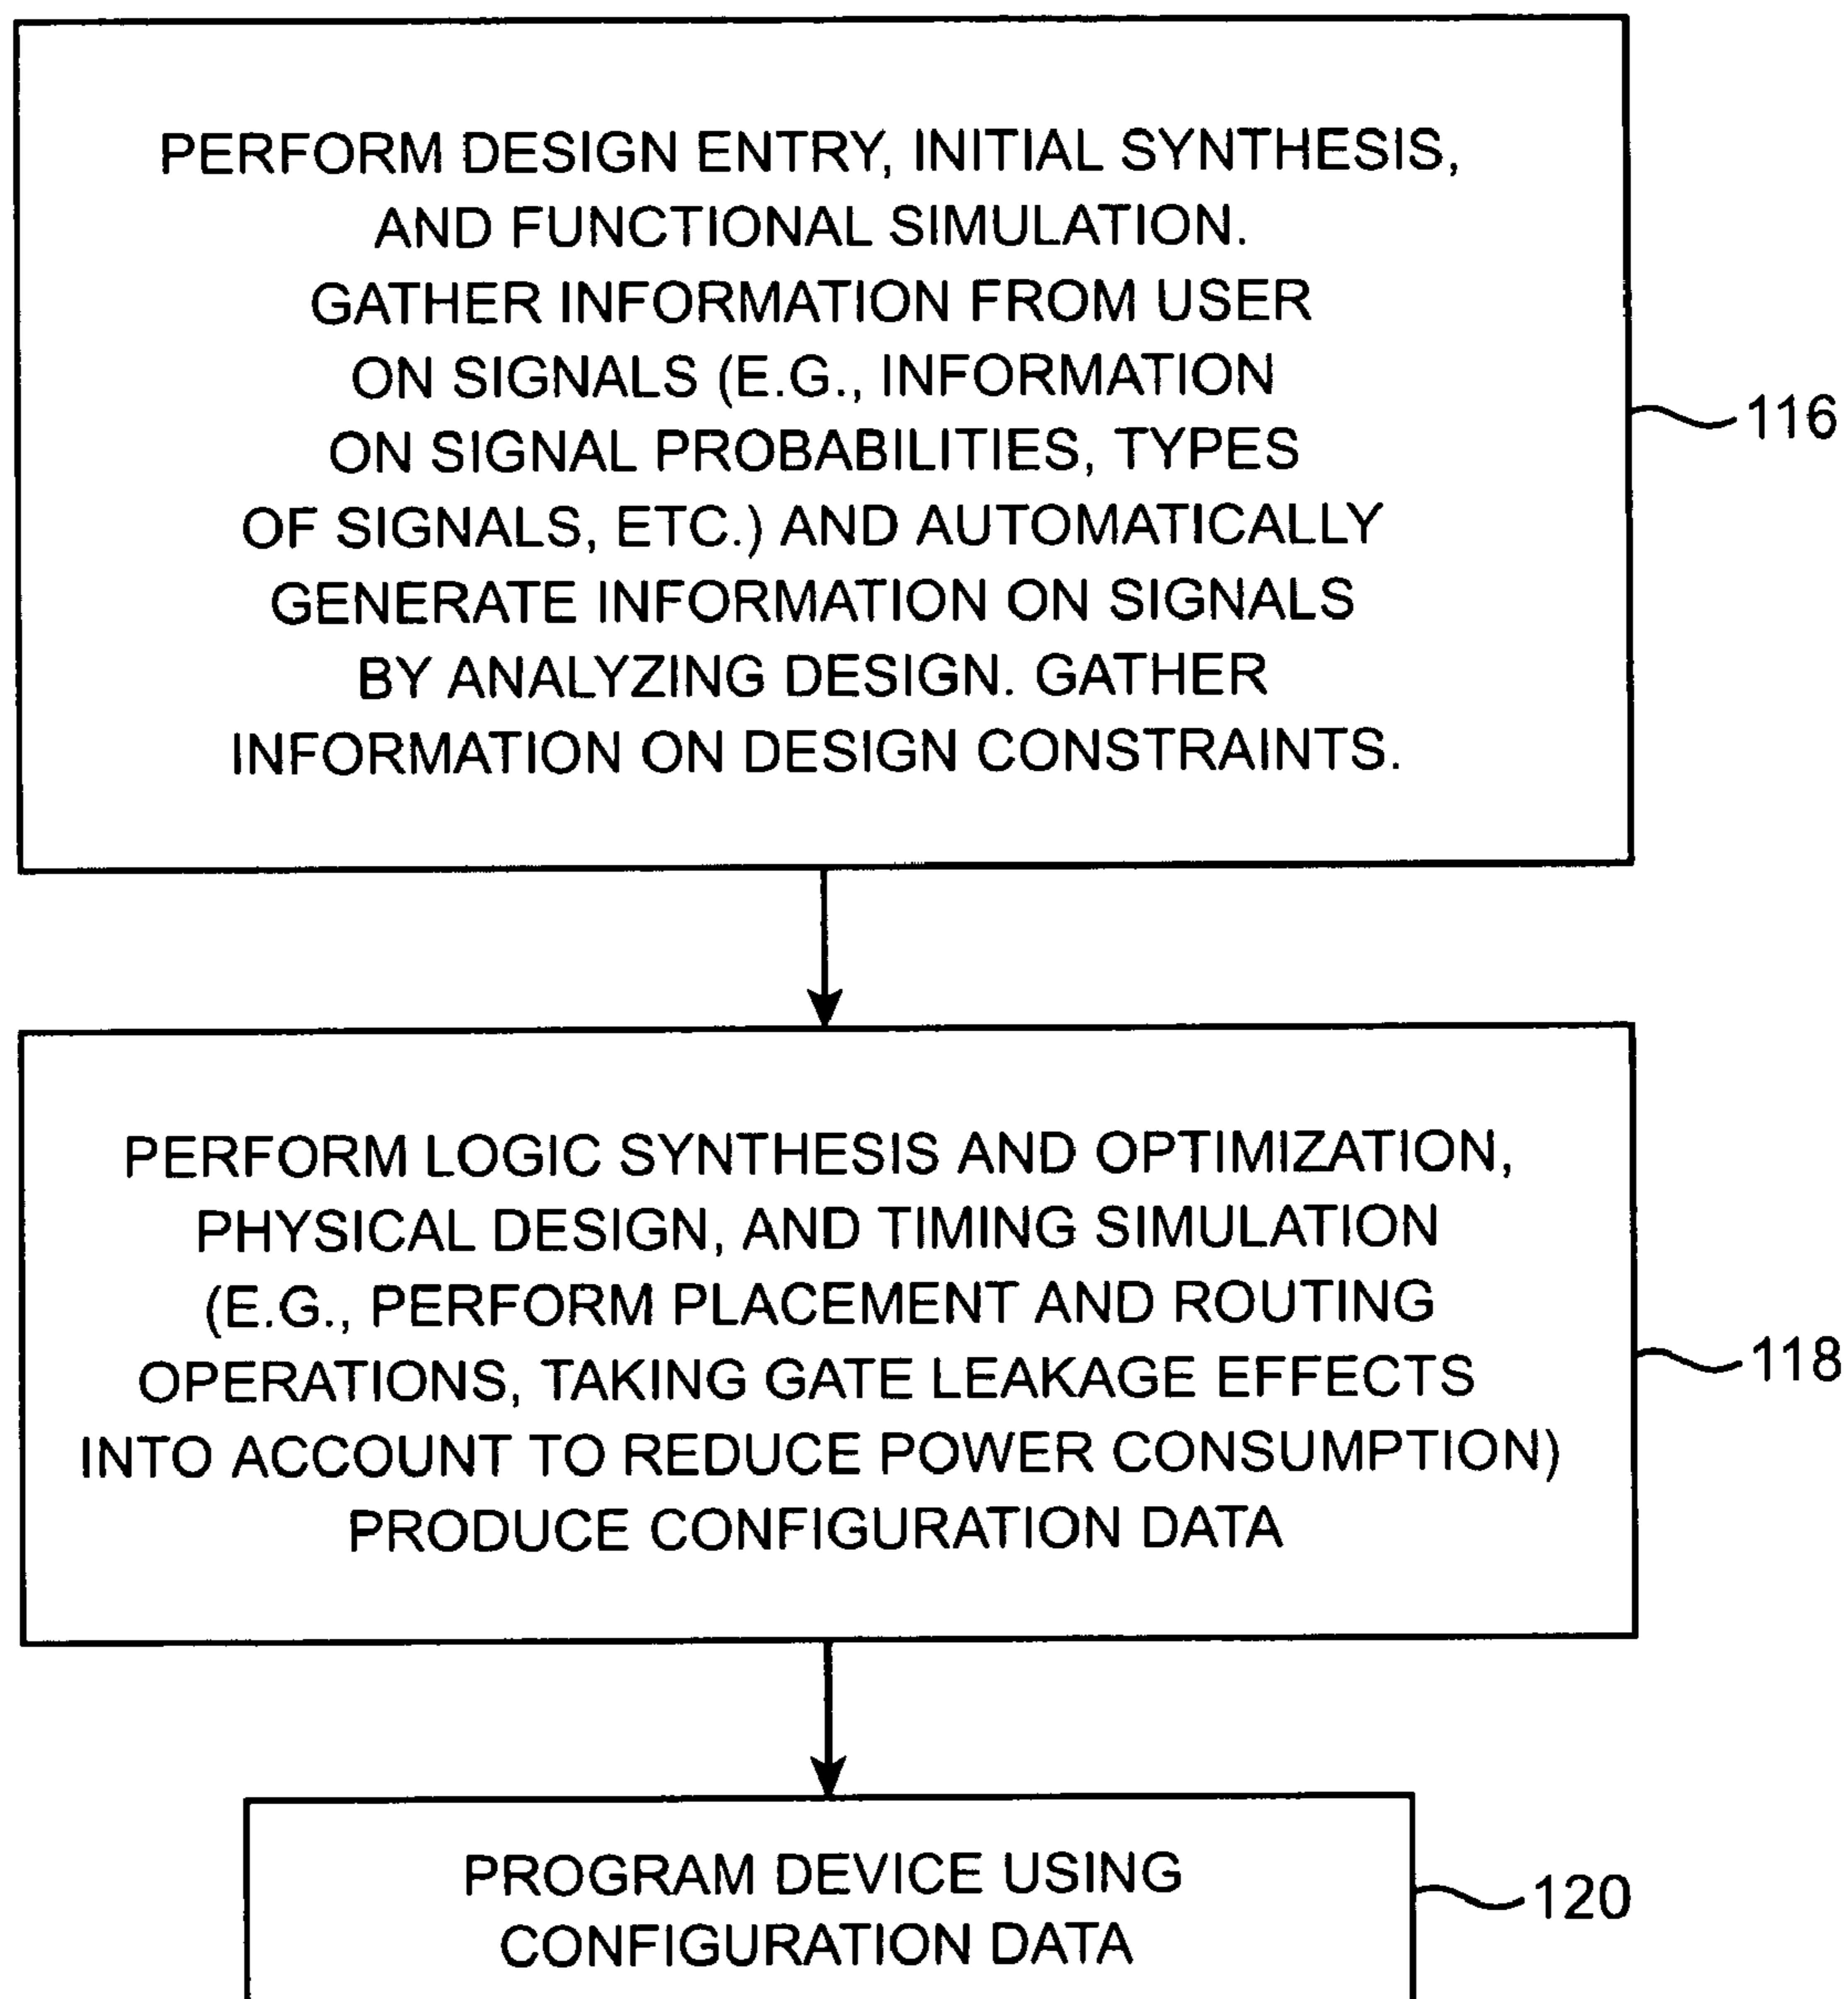 PERFORM DESIGN ENTRY, INITIAL SYNTHESIS,
AND FUNCTIONAL SIMULATION.
GATHER INFORMATION FROM USER
ON SIGNALS (E.G., INFORMATION
ON SIGNAL PROBABILITIES, TYPES
OF SIGNALS, ETC.) AND AUTOMATICALLY
GENERATE INFORMATION ON SIGNALS
BY ANALYZING DESIGN. GATHER
INFORMATION ON DESIGN CONSTRAINTS.
116
PERFORM LOGIC SYNTHESIS AND OPTIMIZATION,
PHYSICAL DESIGN, AND TIMING SIMULATION
(E.G., PERFORM PLACEMENT AND ROUTING
OPERATIONS, TAKING GATE LEAKAGE EFFECTS
INTO ACCOUNT TO REDUCE POWER CONSUMPTION)
PRODUCE CONFIGURATION DATA
118
PROGRAM DEVICE USING
CONFIGURATION DATA
120